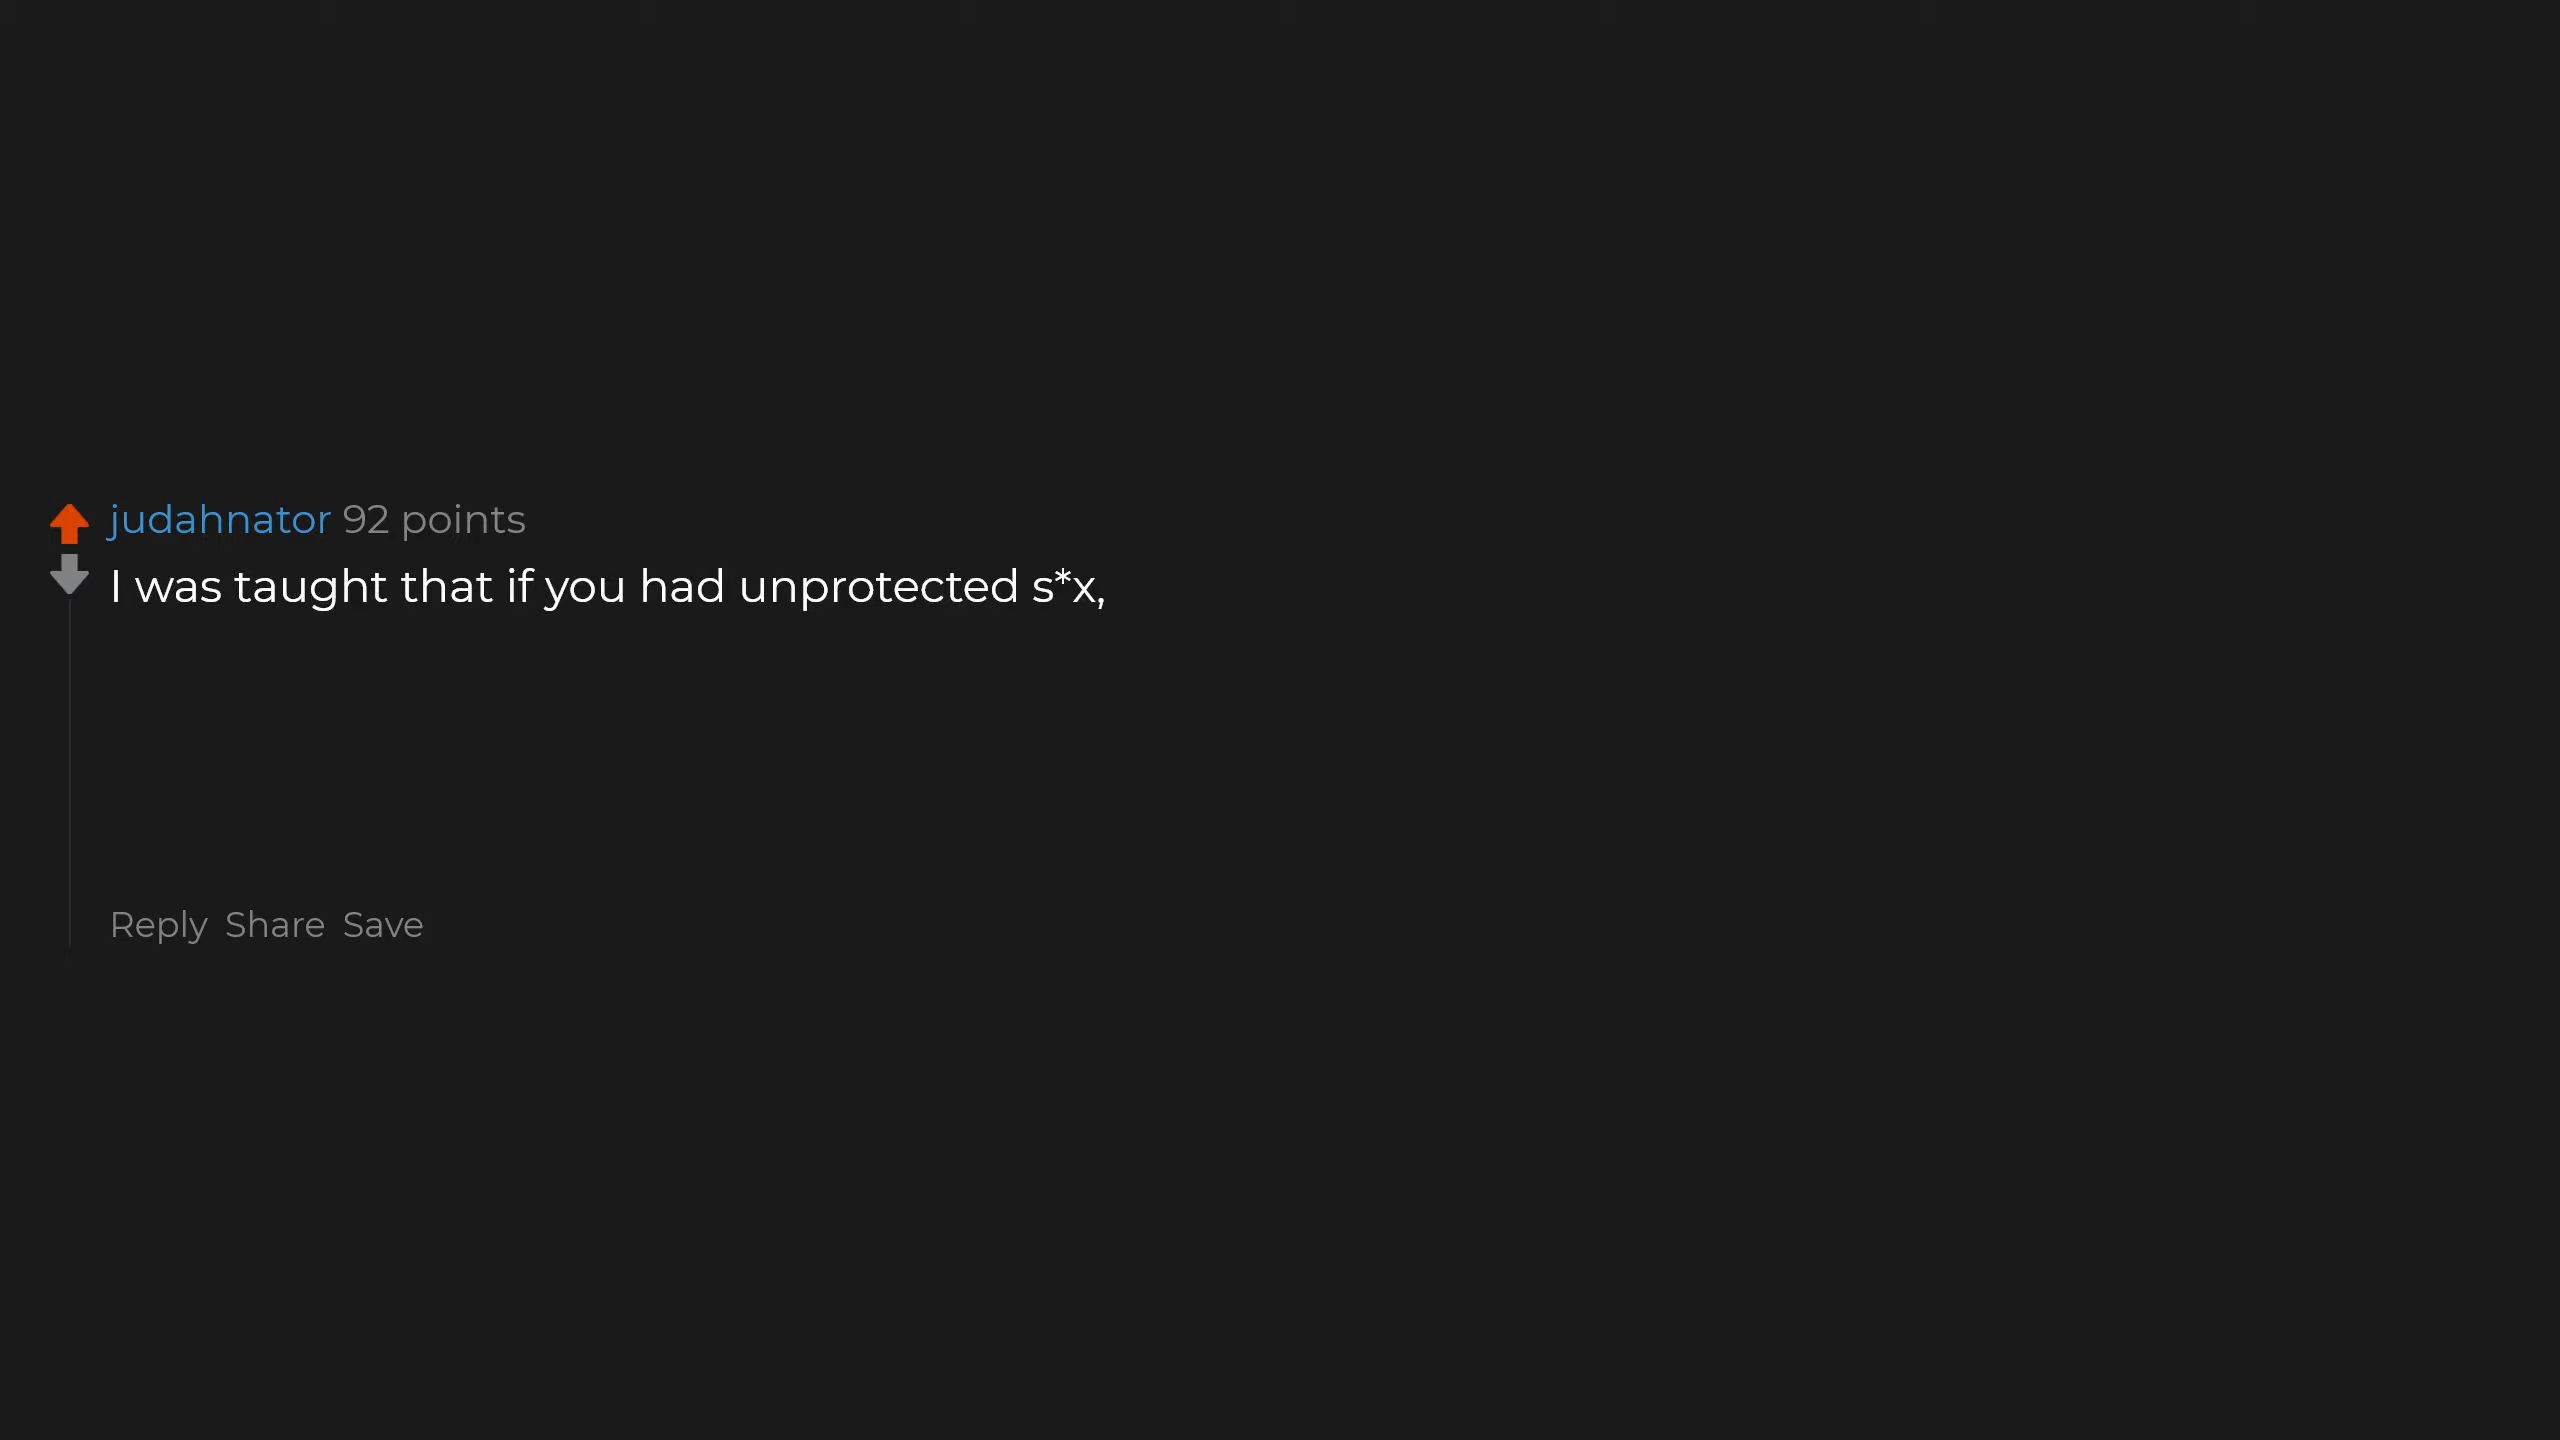 judahnator 92 points
I was taught that if you had unprotected s*x,
Reply Share Save